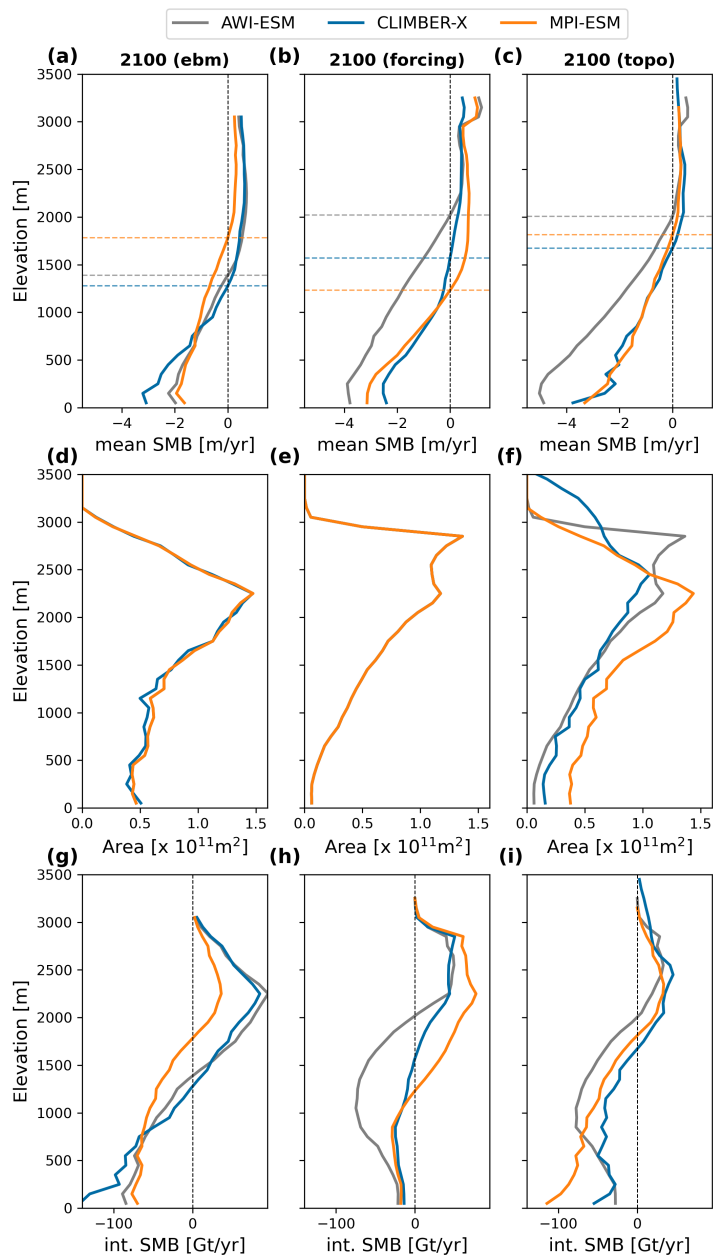 AWI-ESM CLIMBER-X MPI-ESM
(a) 2100 (ebm) (b) 2100 (forcing) (c) 2100 (topo)
Elevation [m]
3500
3000
2500
2000
1500
1000
500
0
−4 −2 0 −4 −2 0 −4 −2 0
mean SMB [m/yr] mean SMB [m/yr] mean SMB [m/yr]
(d) (e) (f)
Elevation [m]
3500
3000
2500
2000
1500
1000
500
0
0.0 0.5 1.0 1.5 0.0 0.5 1.0 1.5 0.0 0.5 1.0 1.5
Area [x 10¹¹m²] Area [x 10¹¹m²] Area [x 10¹¹m²]
(g) (h) (i)
Elevation [m]
3500
3000
2500
2000
1500
1000
500
0
−100 0 −100 0 −100 0
int. SMB [Gt/yr] int. SMB [Gt/yr] int. SMB [Gt/yr]